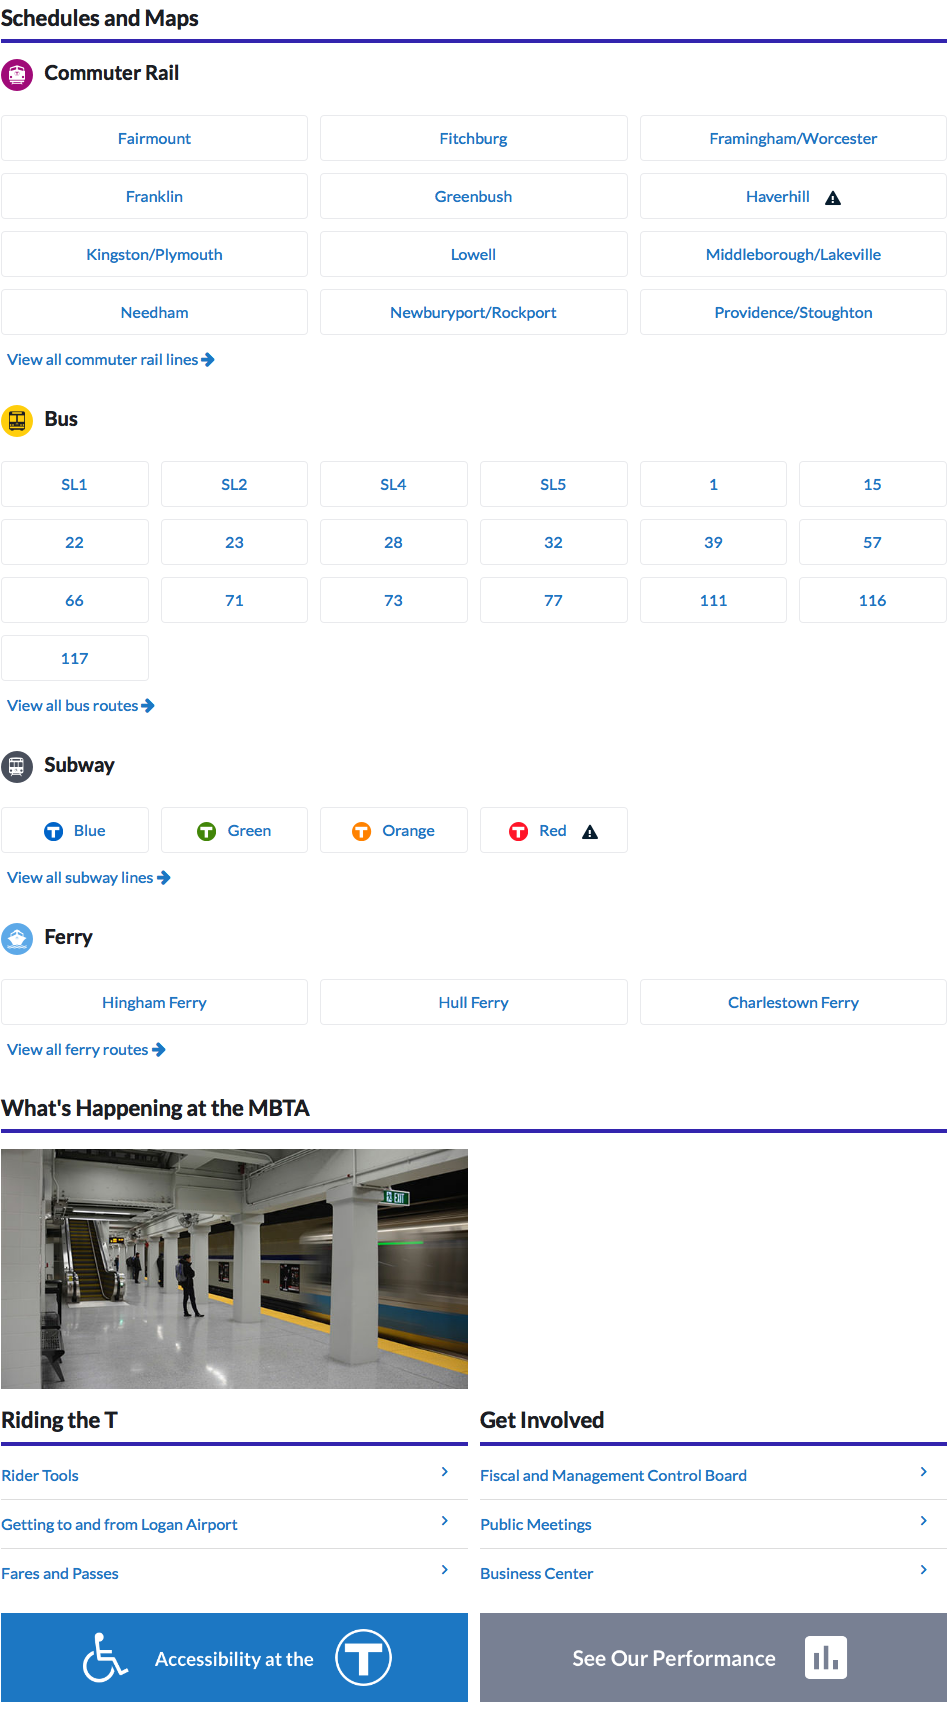 Schedules and Maps
Commuter Rail
Fairmount
Fitchburg
Framingham/Worcester
Franklin
Greenbush
Haverhill
Kingston/Plymouth
Lowell
Middleborough/Lakeville
Needham
Newburyport/Rockport
Providence/Stoughton
View all commuter rail lines
Bus
SL1
SL2
SL4
SL5
1
15
22
23
28
32
39
57
66
71
73
77
111
116
117
View all bus routes
Subway
T Blue
T Green
T Orange
T Red
View all subway lines
Ferry
Hingham Ferry
Hull Ferry
Charlestown Ferry
View all ferry routes
What's Happening at the MBTA
EXIT
Riding the T
Rider Tools
Getting to and from Logan Airport
Fares and Passes
Get Involved
Fiscal and Management Control Board
Public Meetings
Business Center
Accessibility at the T
See Our Performance